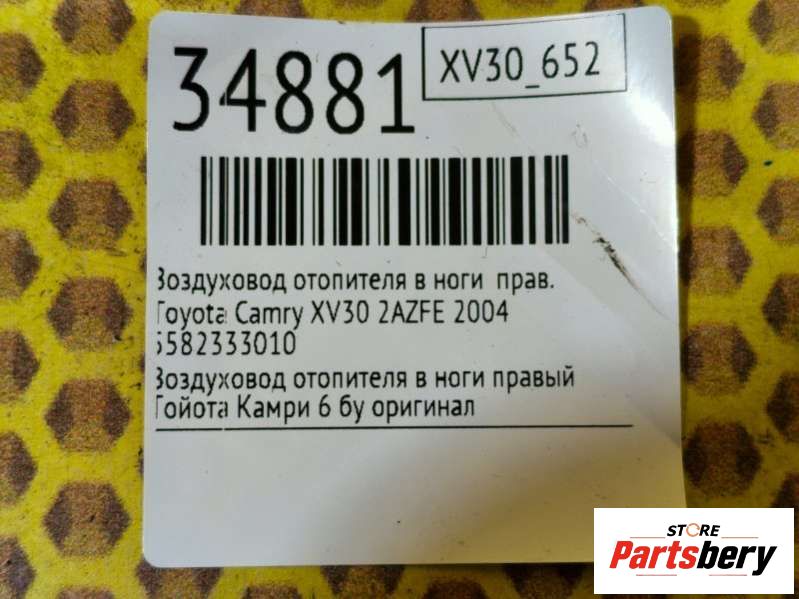 34881
XV30_652
Воздуховод отопителя в ноги прав.
Toyota Camry XV30 2AZFE 2004
5582333010
Воздуховод отопителя в ноги правый
Тойота Камри 6 бу оригинал
STORE
Partsbery